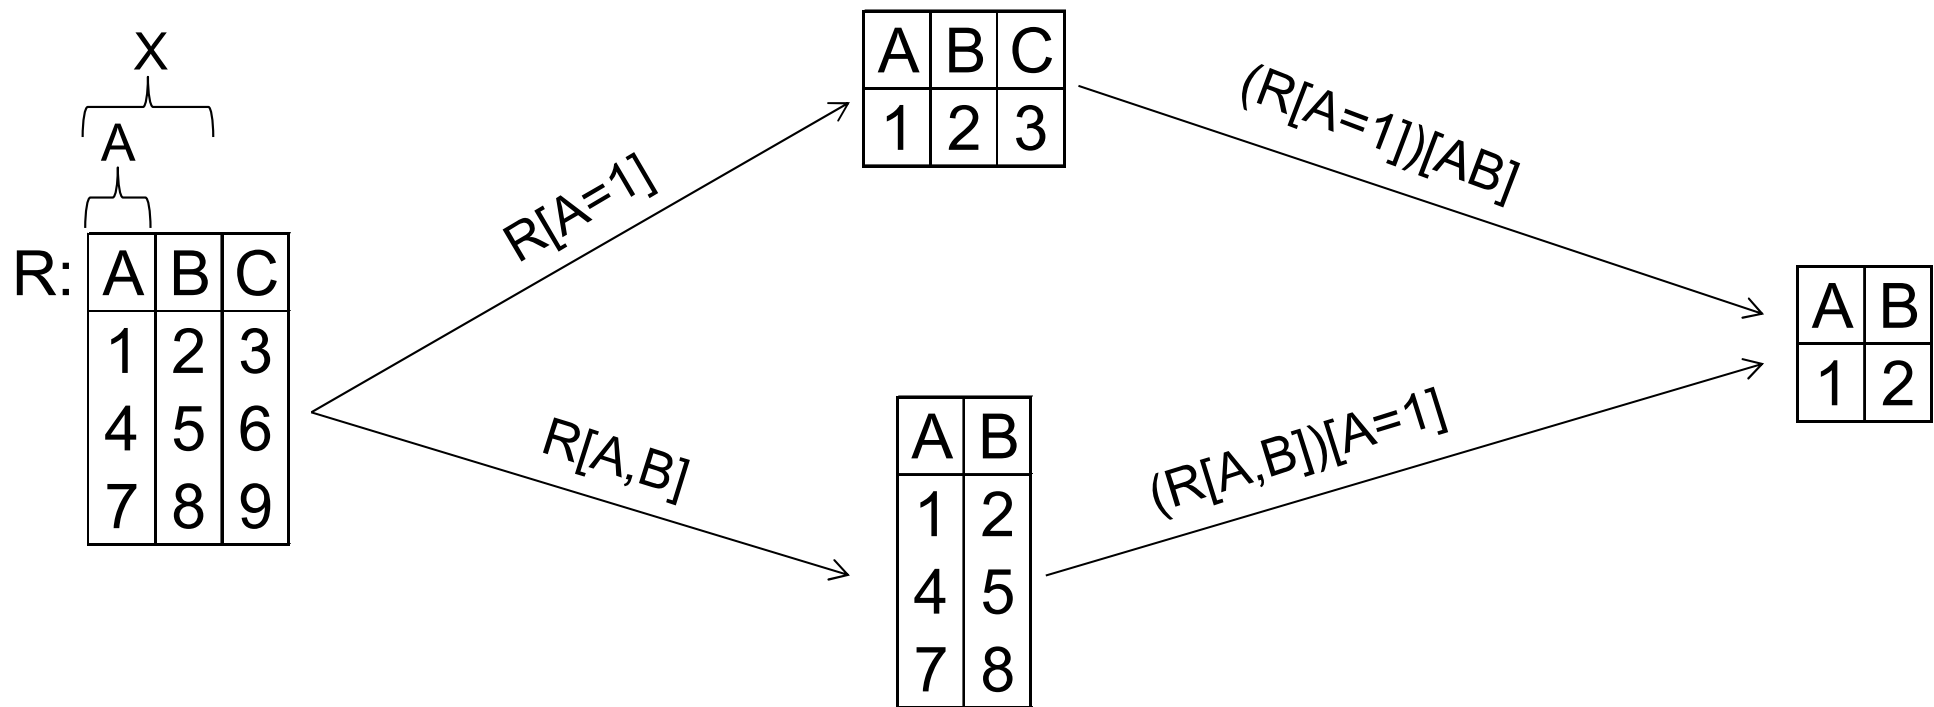 X
A
R:
A B C
1 2 3
4 5 6
7 8 9
R[A=1]
A B C
1 2 3
(R[A=1])[AB]
R[A,B]
A B
1 2
4 5
7 8
(R[A,B])[A=1]
A B
1 2